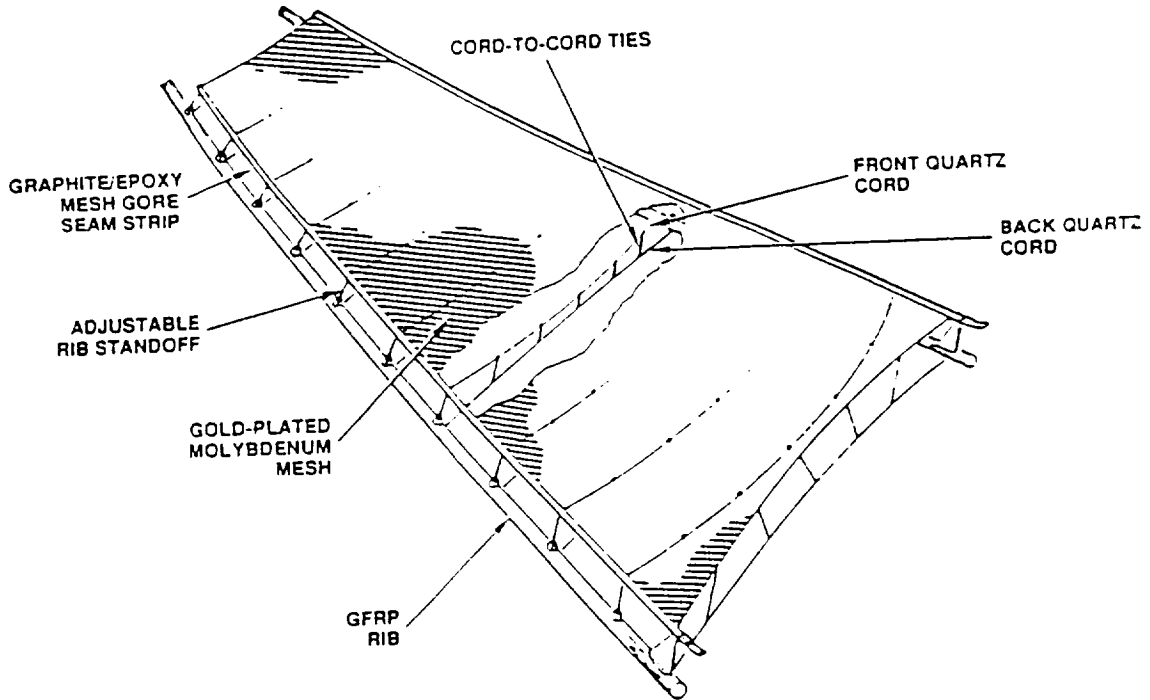 CORD-TO-CORD TIES
FRONT QUARTZ
CORD
BACK QUARTZ
CORD
GRAPHITE/EPOXY
MESH GORE
SEAM STRIP
ADJUSTABLE
RIB STANDOFF
GOLD-PLATED
MOLYBDENUM
MESH
GFRP
RIB